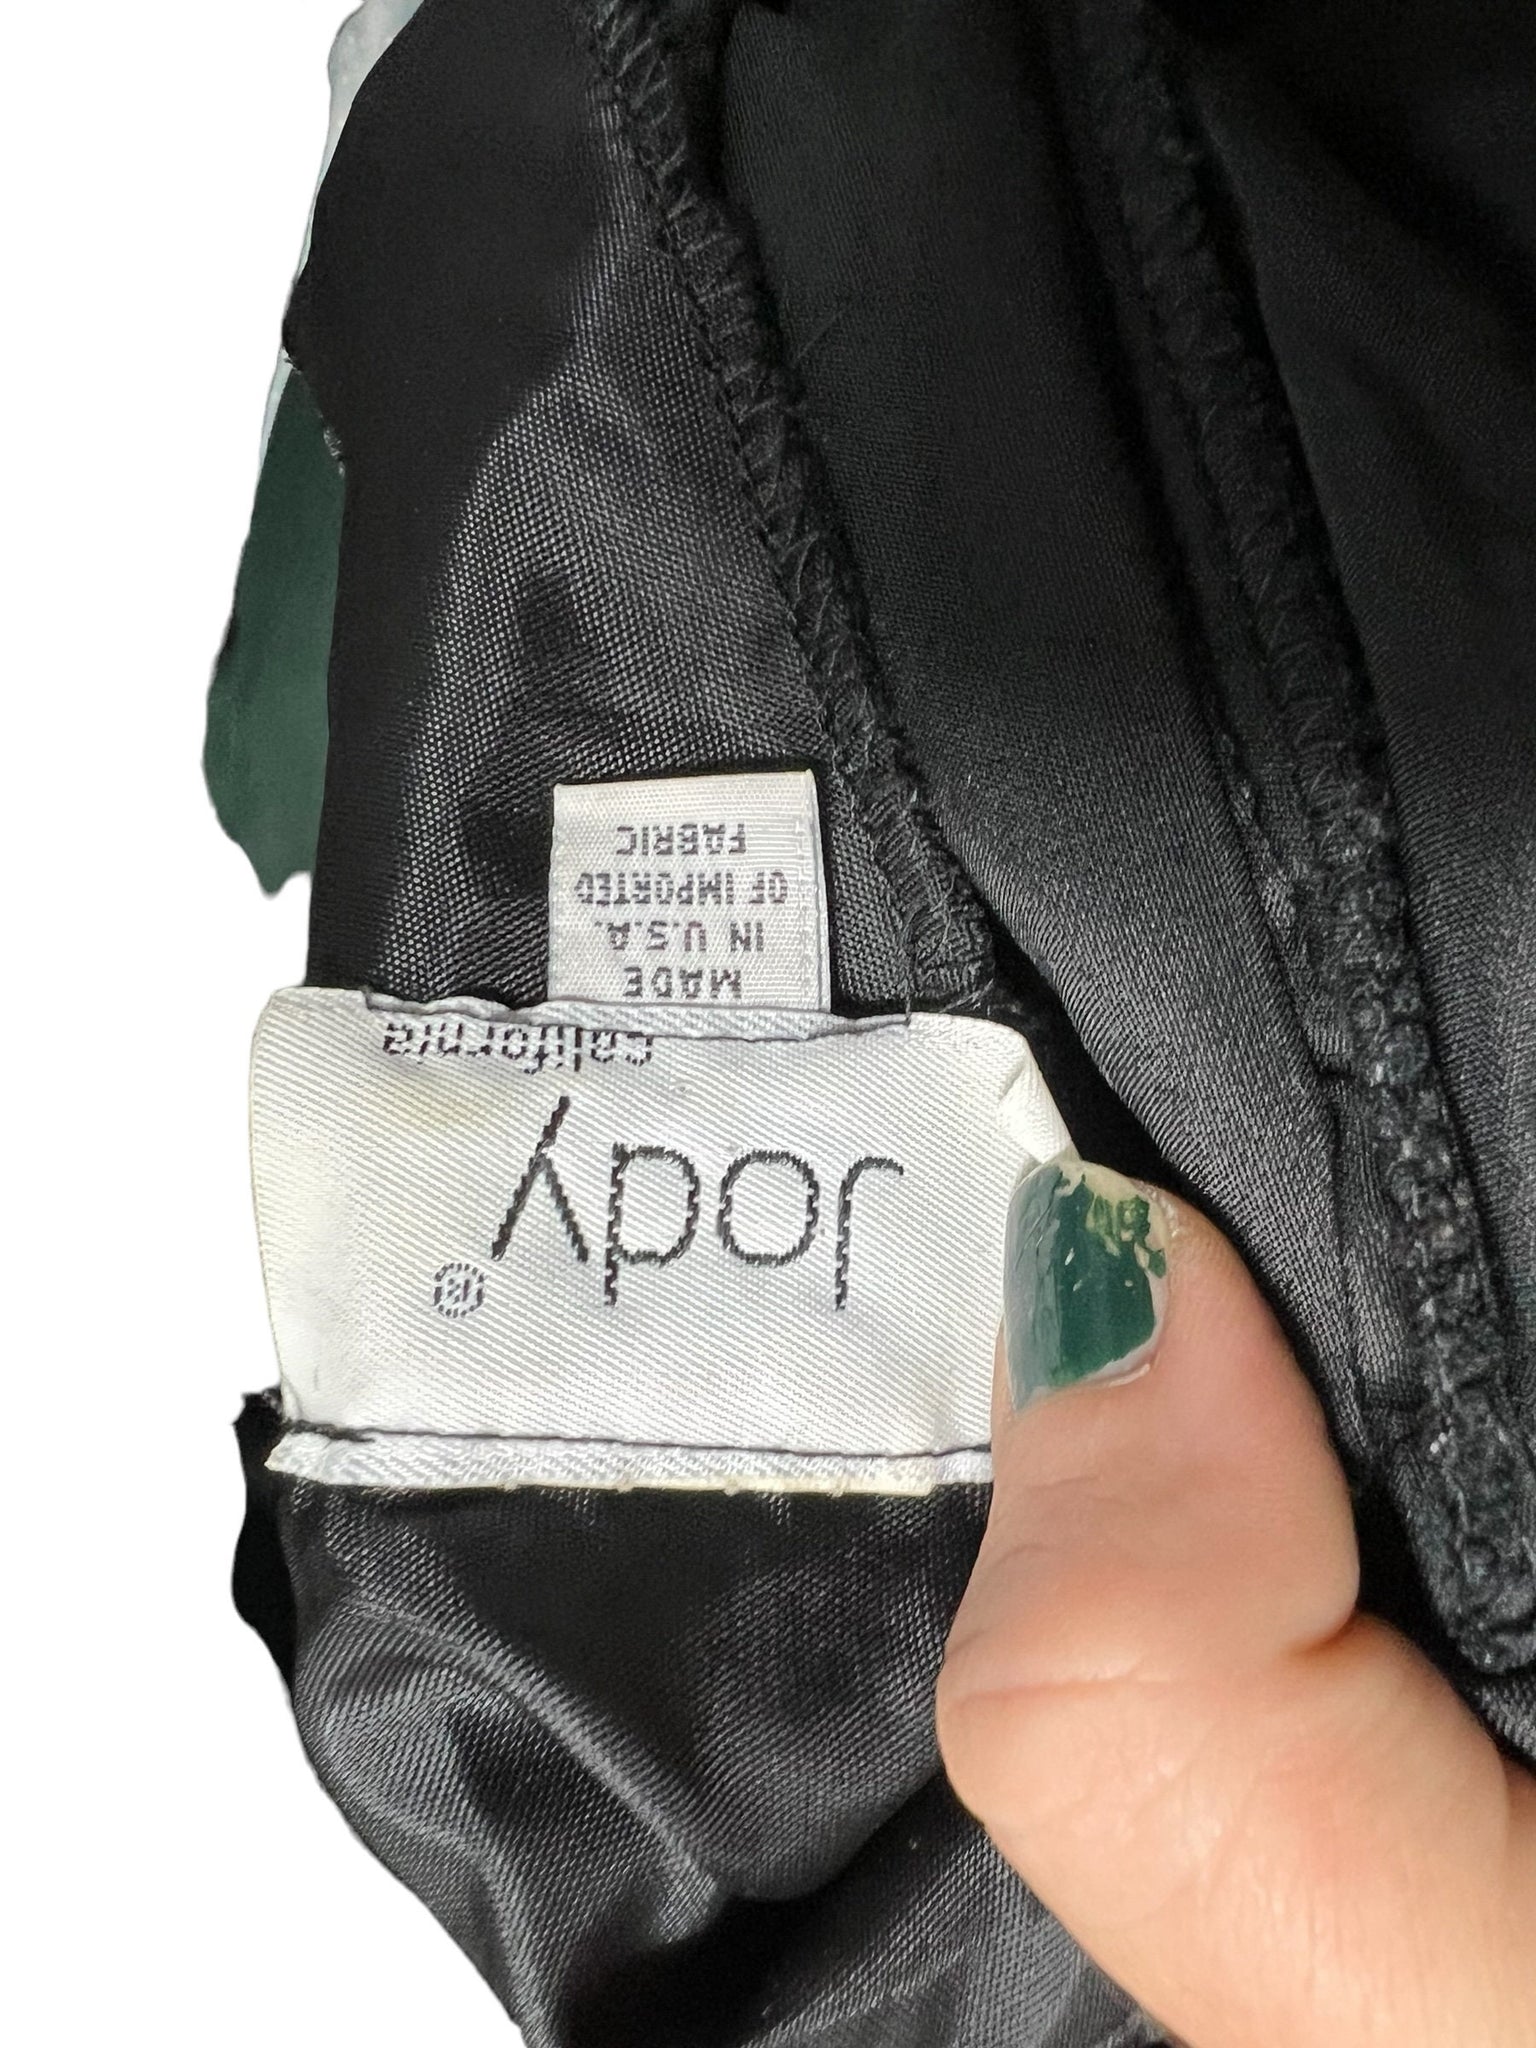 Jody®
california
MADE
IN U.S.A.
OF IMPORTED
FABRIC